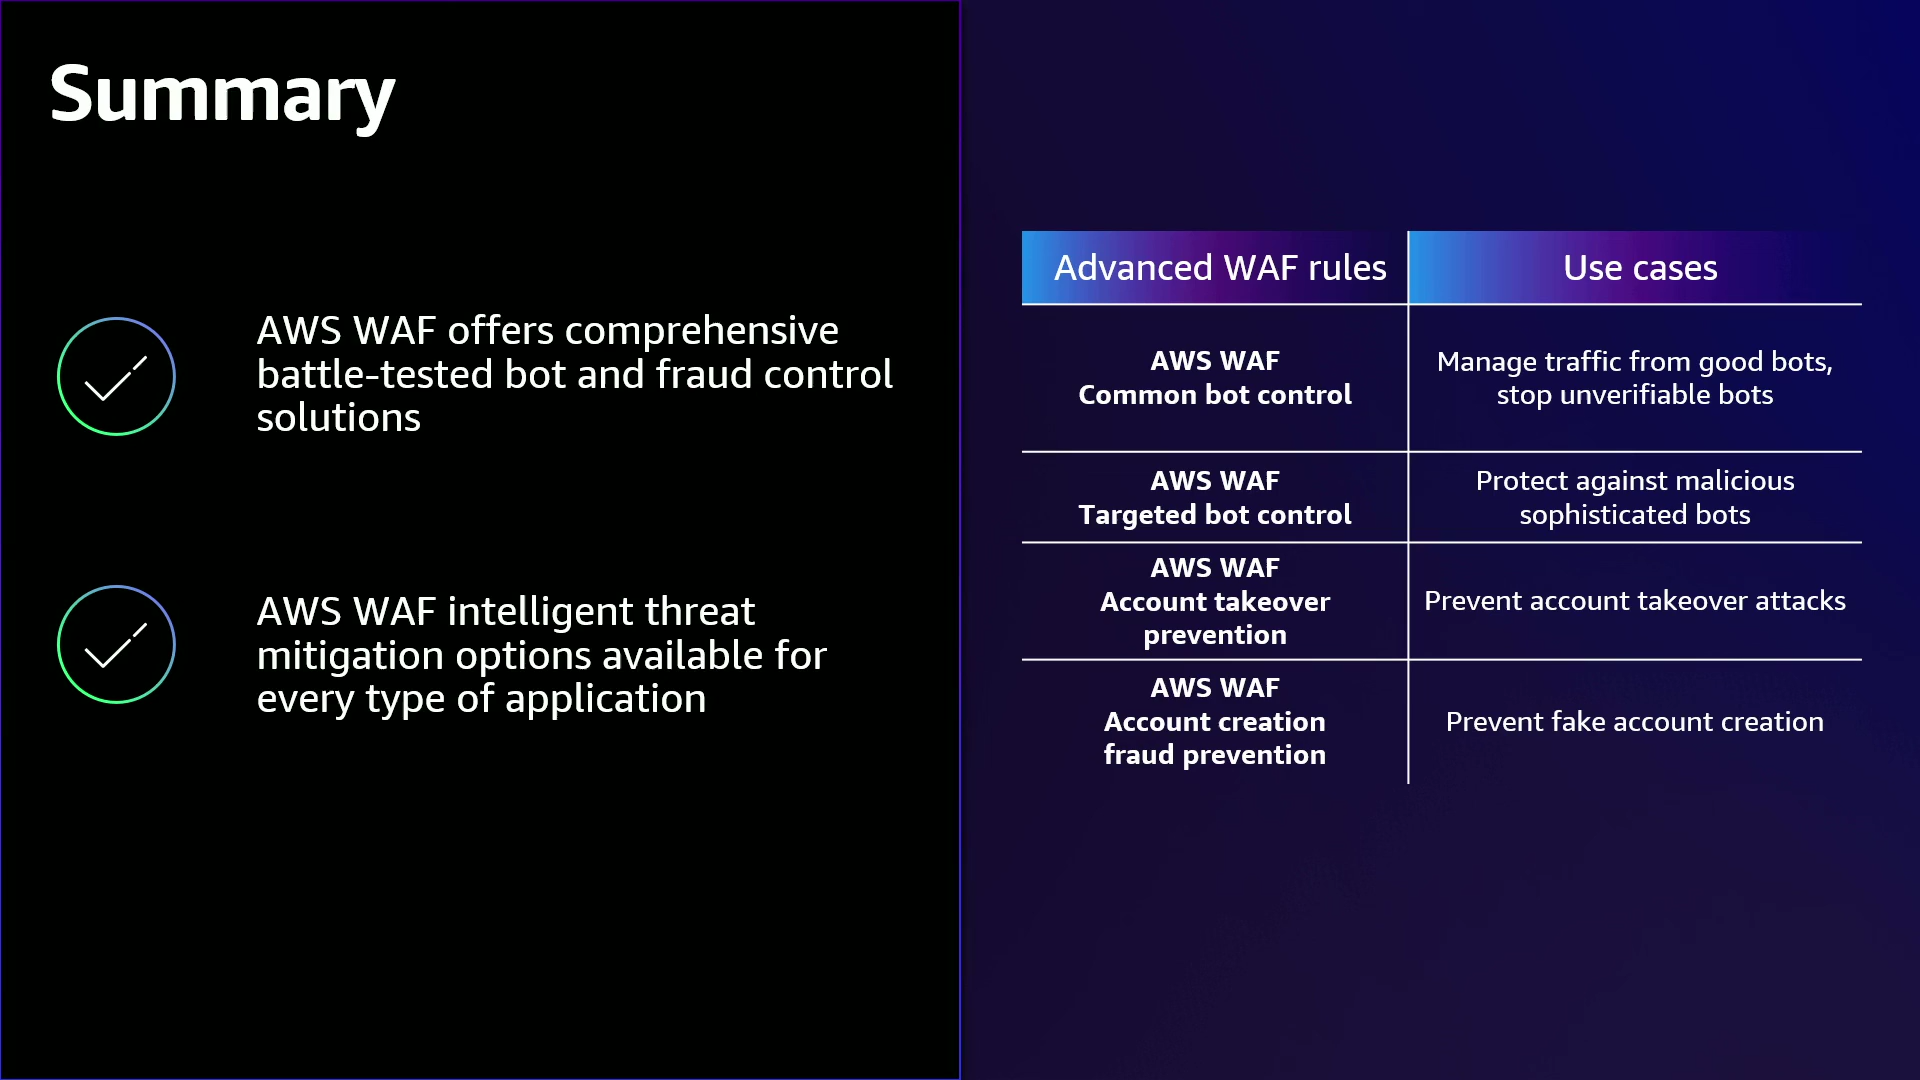 Summary
AWS WAF offers comprehensive
battle-tested bot and fraud control
solutions
AWS WAF intelligent threat
mitigation options available for
every type of application
Advanced WAF rules
Use cases
AWS WAF
Common bot control
Manage traffic from good bots,
stop unverifiable bots
AWS WAF
Targeted bot control
Protect against malicious
sophisticated bots
AWS WAF
Account takeover
prevention
Prevent account takeover attacks
AWS WAF
Account creation
fraud prevention
Prevent fake account creation